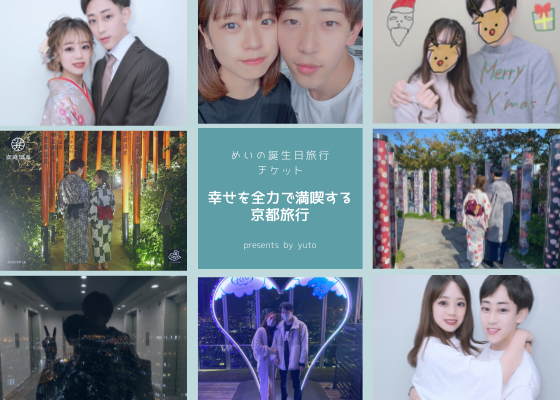 Merry
X'mas!
めいの誕生日旅行
チケット
幸せを全力で満喫する
京都旅行
presents by yuto